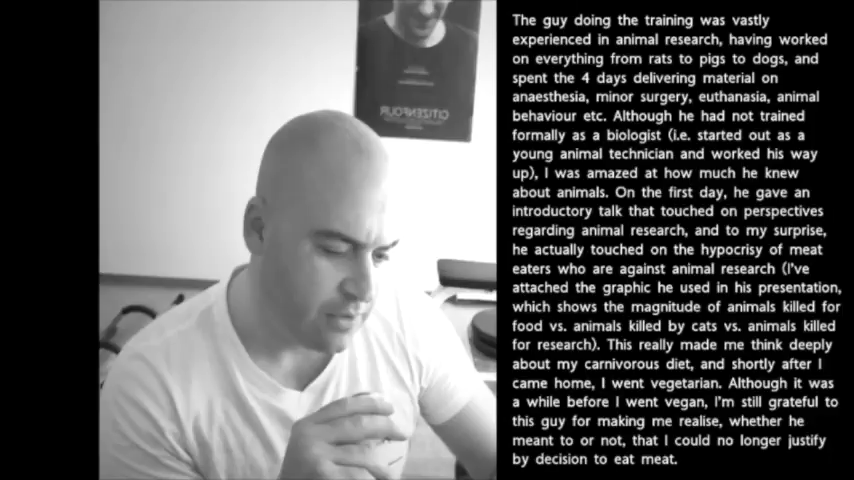 CITIZENFOUR
The guy doing the training was vastly
experienced in animal research, having worked
on everything from rats to pigs to dogs, and
spent the 4 days delivering material on
anaesthesia, minor surgery, euthanasia, animal
behaviour etc. Although he had not trained
formally as a biologist (i.e. started out as a
young animal technician and worked his way
up), I was amazed at how much he knew
about animals. On the first day, he gave an
introductory talk that touched on perspectives
regarding animal research, and to my surprise,
he actually touched on the hypocrisy of meat
eaters who are against animal research (I've
attached the graphic he used in his presentation,
which shows the magnitude of animals killed for
food vs. animals killed by cats vs. animals killed
for research). This really made me think deeply
about my carnivorous diet, and shortly after I
came home, I went vegetarian. Although it was
a while before I went vegan, I'm still grateful to
this guy for making me realise, whether he
meant to or not, that I could no longer justify
by decision to eat meat.